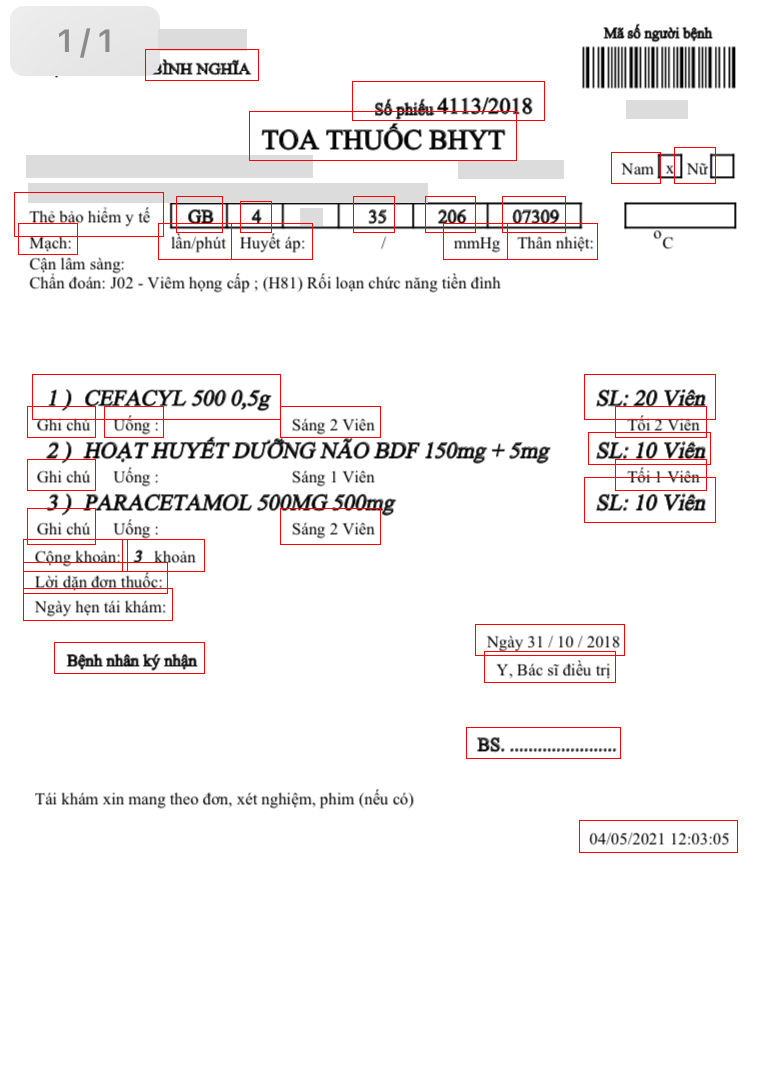 1/1
Mã số người bệnh
BÌNH NGHĨA
Số phiếu 4113/2018
TOA THUỐC BHYT
Nam x Nữ
Thẻ bảo hiểm y tế GB 4 35 206 07309
Mạch: lần/phút Huyết áp: / mmHg Thân nhiệt: °C
Cận lâm sàng:
Chẩn đoán: J02 - Viêm họng cấp ; (H81) Rối loạn chức năng tiền đình
1 ) CEFACYL 500 0,5g SL: 20 Viên
Ghi chú Uống : Sáng 2 Viên Tối 2 Viên
2 ) HOẠT HUYẾT DƯỠNG NÃO BDF 150mg + 5mg SL: 10 Viên
Ghi chú Uống : Sáng 1 Viên Tối 1 Viên
3 ) PARACETAMOL 500MG 500mg SL: 10 Viên
Ghi chú Uống : Sáng 2 Viên
Cộng khoản: 3 khoản
Lời dặn đơn thuốc:
Ngày hẹn tái khám:
Ngày 31 / 10 / 2018
Bệnh nhân ký nhận Y, Bác sĩ điều trị
BS. .......................
Tái khám xin mang theo đơn, xét nghiệm, phim (nếu có)
04/05/2021 12:03:05